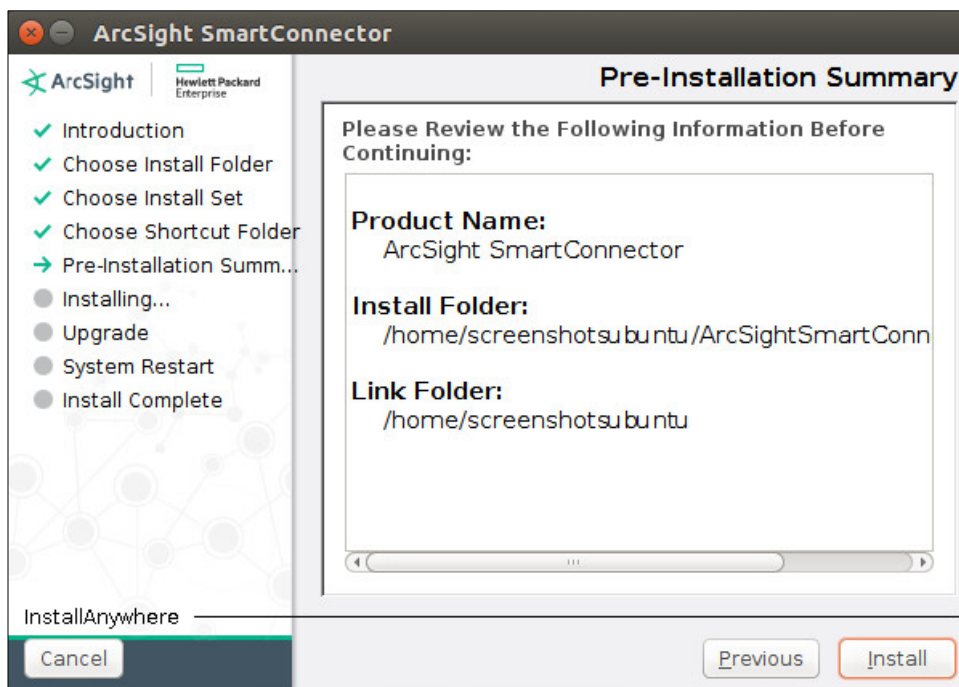 ArcSight SmartConnector
ArcSight
Hewlett Packard
Enterprise
Introduction
Choose Install Folder
Choose Install Set
Choose Shortcut Folder
Pre-Installation Summ...
Installing...
Upgrade
System Restart
Install Complete
Pre-Installation Summary
Please Review the Following Information Before
Continuing:
Product Name:
ArcSight SmartConnector
Install Folder:
/home/screenshotsubuntu/ArcSightSmartConn
Link Folder:
/home/screenshotsubuntu
InstallAnywhere
Cancel
Previous
Install